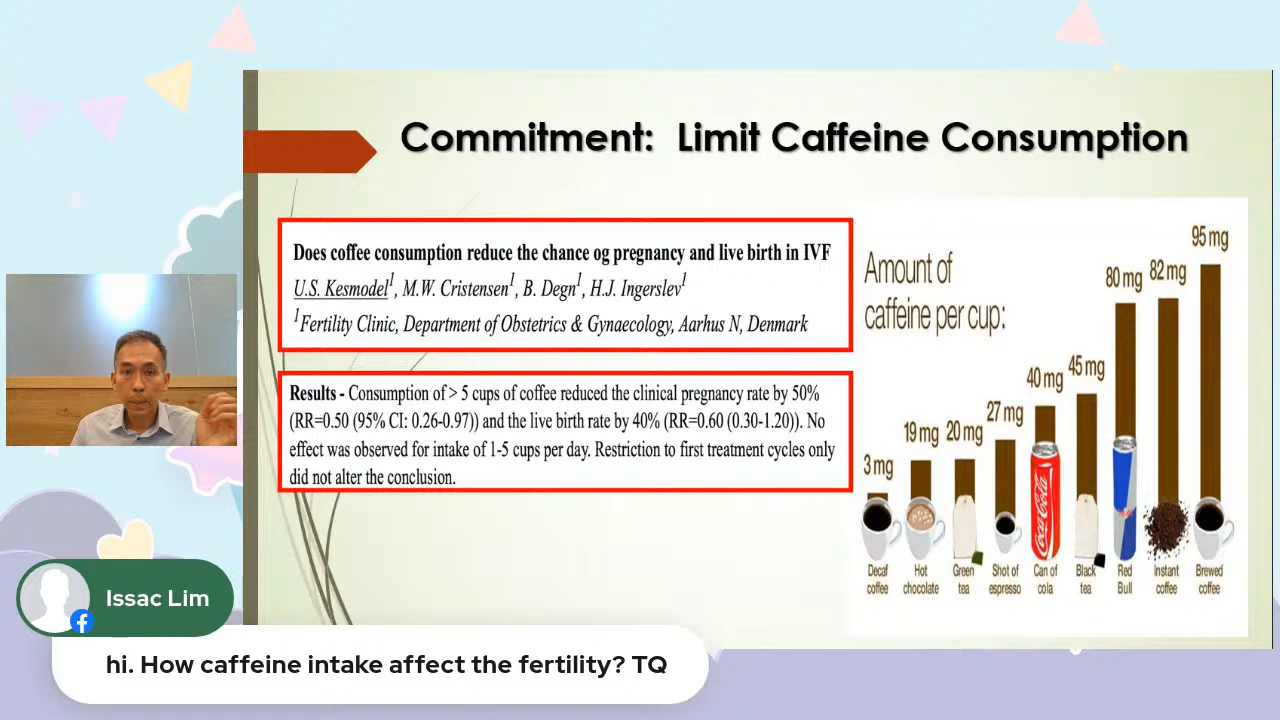 Commitment: Limit Caffeine Consumption
Does coffee consumption reduce the chance og pregnancy and live birth in IVF
U.S. Kesmodel¹, M.W. Cristensen¹, B. Degn¹, H.J. Ingerslev¹
¹Fertility Clinic, Department of Obstetrics & Gynaecology, Aarhus N, Denmark
Results - Consumption of > 5 cups of coffee reduced the clinical pregnancy rate by 50%
(RR=0.50 (95% CI: 0.26-0.97)) and the live birth rate by 40% (RR=0.60 (0.30-1.20)). No
effect was observed for intake of 1-5 cups per day. Restriction to first treatment cycles only
did not alter the conclusion.
Amount of
caffeine per cup:
3 mg
19 mg
20 mg
27 mg
40 mg
45 mg
80 mg
82 mg
95 mg
Coca-Cola
Decaf
coffee
Hot
chocolate
Green
tea
Shot of
espresso
Can of
cola
Black
tea
Red
Bull
Instant
coffee
Brewed
coffee
Issac Lim
hi. How caffeine intake affect the fertility? TQ